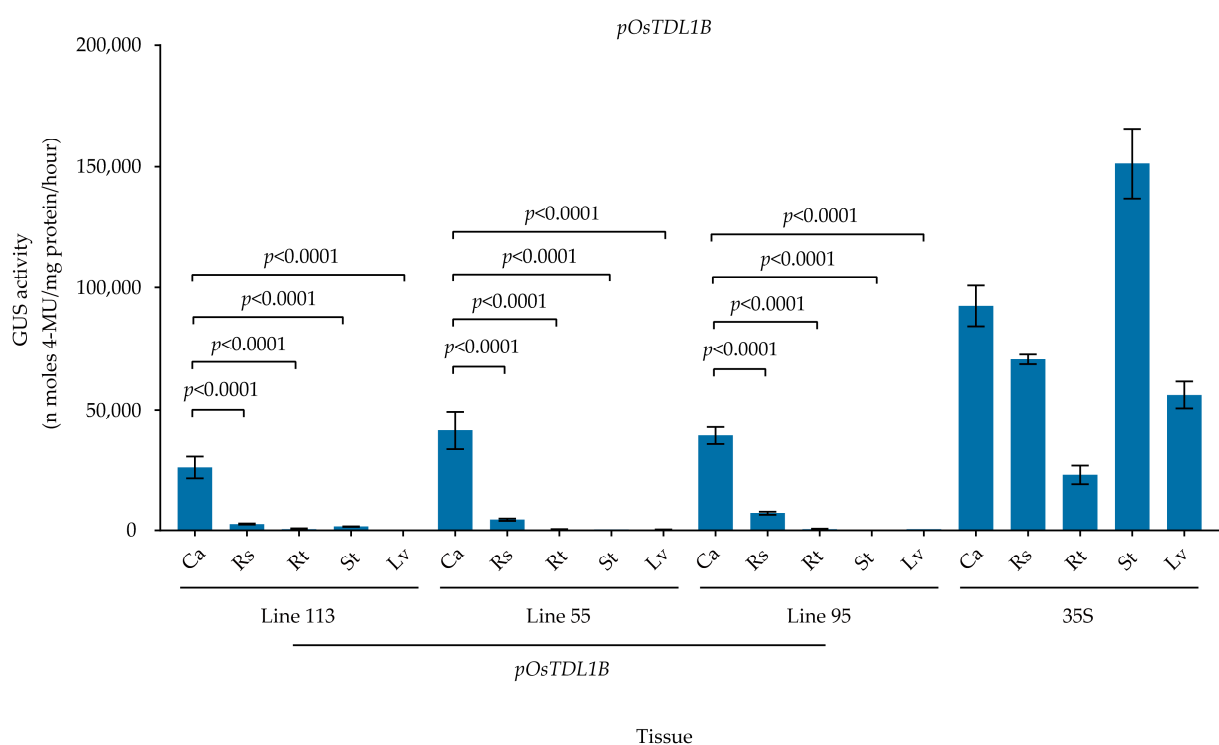 pOsTDL1B
200,000
150,000
100,000
50,000
0
GUS activity
(n moles 4-MU/mg protein/hour)
p<0.0001
p<0.0001
p<0.0001
p<0.0001
p<0.0001
p<0.0001
p<0.0001
p<0.0001
p<0.0001
p<0.0001
p<0.0001
p<0.0001
Ca Rs Rt St Lv Ca Rs Rt St Lv Ca Rs Rt St Lv Ca Rs Rt St Lv
Line 113 Line 55 Line 95 35S
pOsTDL1B
Tissue